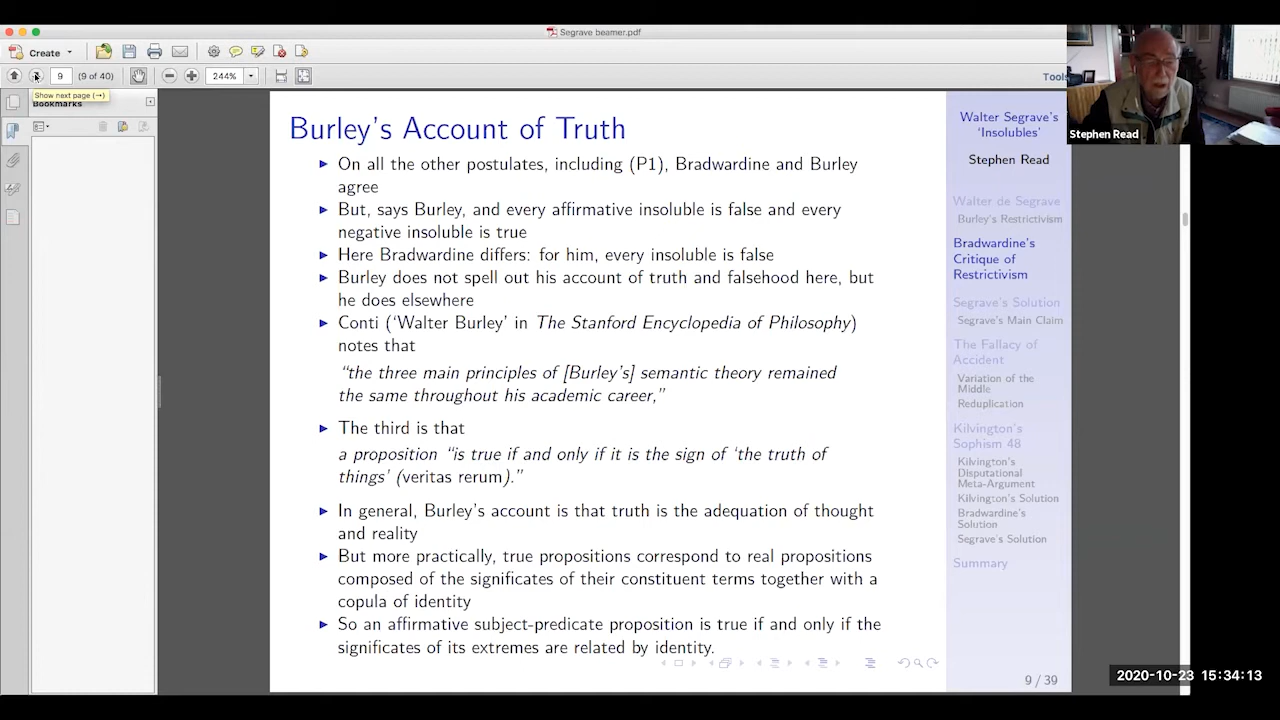 Segrave beamer.pdf
Create
9 (9 of 40) 244% Tools
Show next page (→)
Bookmarks
Stephen Read
Burley's Account of Truth
► On all the other postulates, including (P1), Bradwardine and Burley
agree
► But, says Burley, and every affirmative insoluble is false and every
negative insoluble is true
► Here Bradwardine differs: for him, every insoluble is false
► Burley does not spell out his account of truth and falsehood here, but
he does elsewhere
► Conti ('Walter Burley' in The Stanford Encyclopedia of Philosophy)
notes that
"the three main principles of [Burley's] semantic theory remained
the same throughout his academic career,"
► The third is that
a proposition "is true if and only if it is the sign of 'the truth of
things' (veritas rerum)."
► In general, Burley's account is that truth is the adequation of thought
and reality
► But more practically, true propositions correspond to real propositions
composed of the significates of their constituent terms together with a
copula of identity
► So an affirmative subject-predicate proposition is true if and only if the
significates of its extremes are related by identity.
Walter Segrave's
'Insolubles'
Stephen Read
Walter de Segrave
Burley's Restrictivism
Bradwardine's
Critique of
Restrictivism
Segrave's Solution
Segrave's Main Claim
The Fallacy of
Accident
Variation of the
Middle
Reduplication
Kilvington's
Sophism 48
Kilvington's
Disputational
Meta-Argument
Kilvington's Solution
Bradwardine's
Solution
Segrave's Solution
Summary
9 / 39
2020-10-23 15:34:13